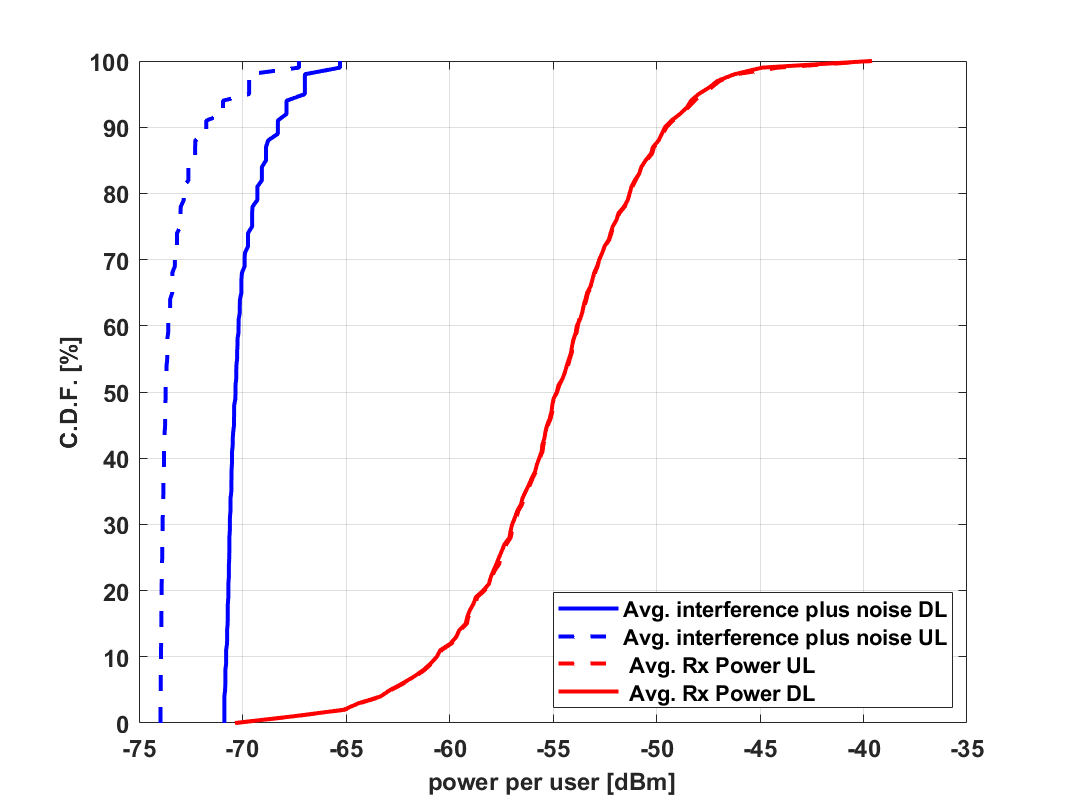 100
90
80
70
60
50
40
30
20
10
0
C.D.F. [%]
Avg. interference plus noise DL
Avg. interference plus noise UL
Avg. Rx Power UL
Avg. Rx Power DL
-75 -70 -65 -60 -55 -50 -45 -40 -35
power per user [dBm]